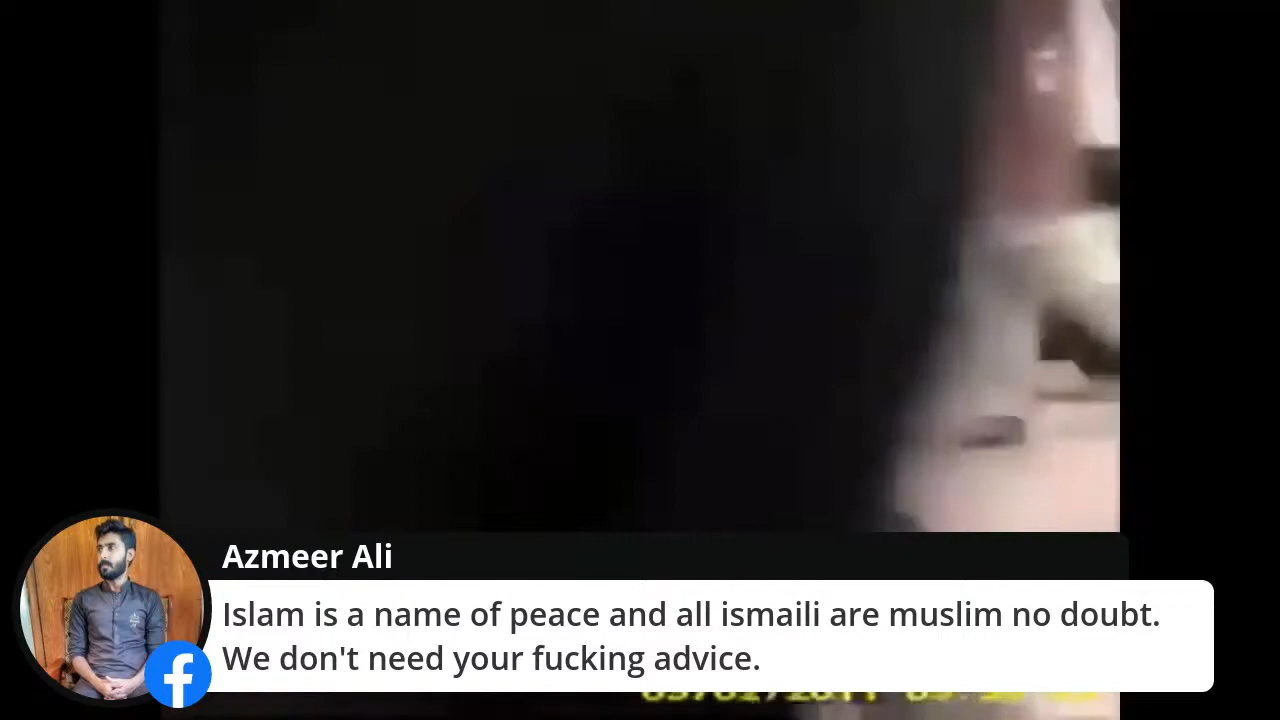 Azmeer Ali
Islam is a name of peace and all ismaili are muslim no doubt.
We don't need your fucking advice.